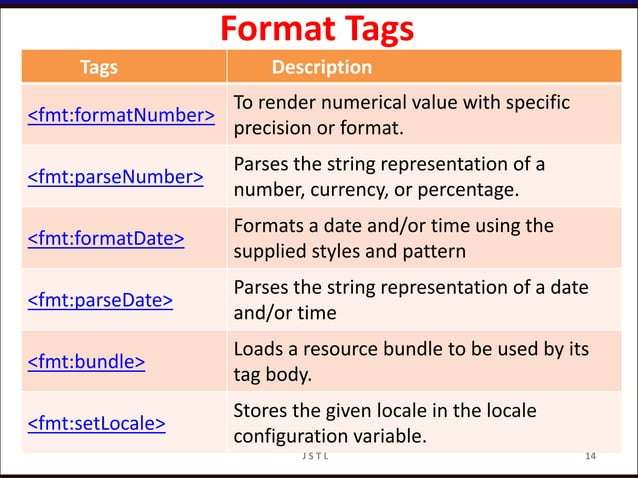 Format Tags
Tags Description
<fmt:formatNumber> To render numerical value with specific
precision or format.
<fmt:parseNumber> Parses the string representation of a
number, currency, or percentage.
<fmt:formatDate> Formats a date and/or time using the
supplied styles and pattern
<fmt:parseDate> Parses the string representation of a date
and/or time
<fmt:bundle> Loads a resource bundle to be used by its
tag body.
<fmt:setLocale> Stores the given locale in the locale
configuration variable.
J S T L 14